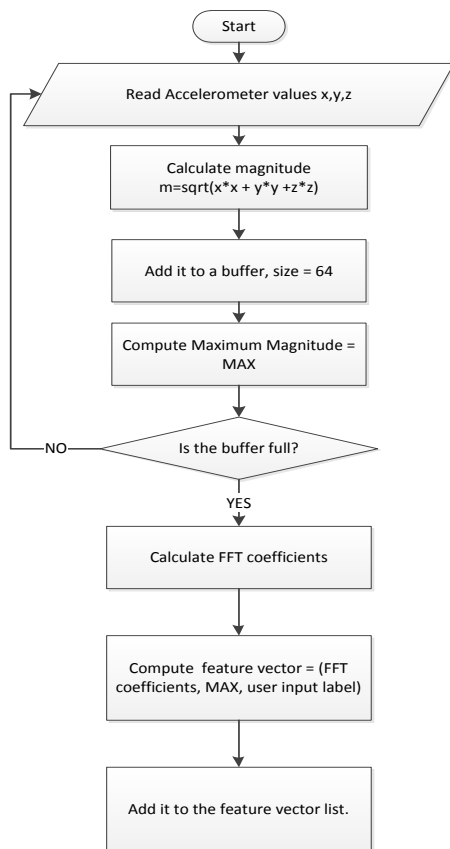 Start
Read Accelerometer values x,y,z
Calculate magnitude
m=sqrt(x*x + y*y +z*z)
Add it to a buffer, size = 64
Compute Maximum Magnitude =
MAX
Is the buffer full?
NO
YES
Calculate FFT coefficients
Compute  feature vector = (FFT
coefficients, MAX, user input label)
Add it to the feature vector list.